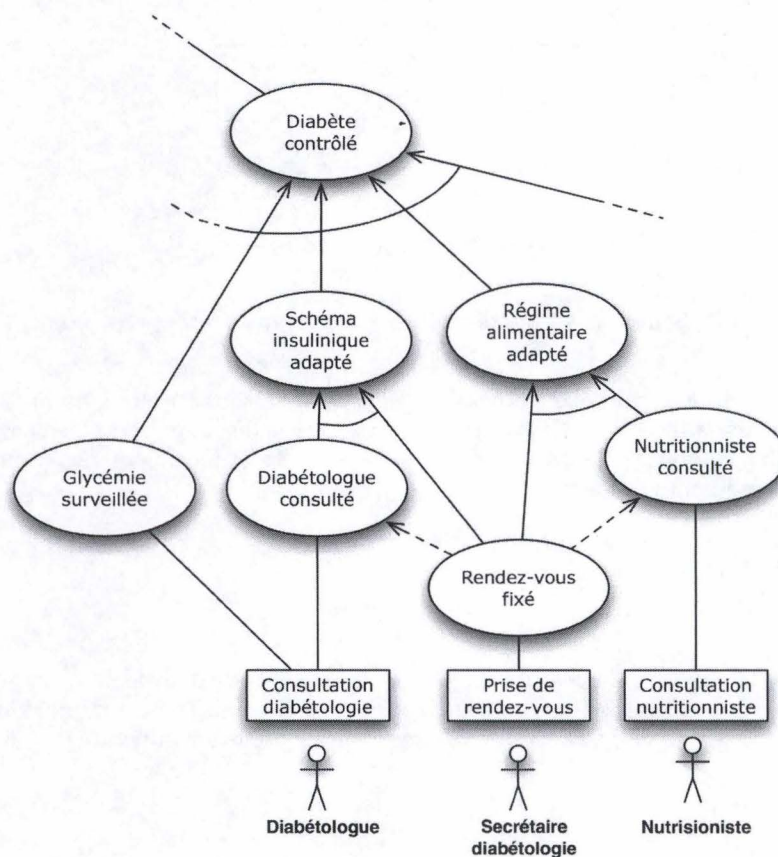 Diabète
contrôlé
Schéma
insulinique
adapté
Régime
alimentaire
adapté
Glycémie
surveillée
Diabétologue
consulté
Nutritionniste
consulté
Rendez-vous
fixé
Consultation
diabétologie
Prise de
rendez-vous
Consultation
nutritionniste
Diabétologue
Secrétaire
diabétologie
Nutrisioniste